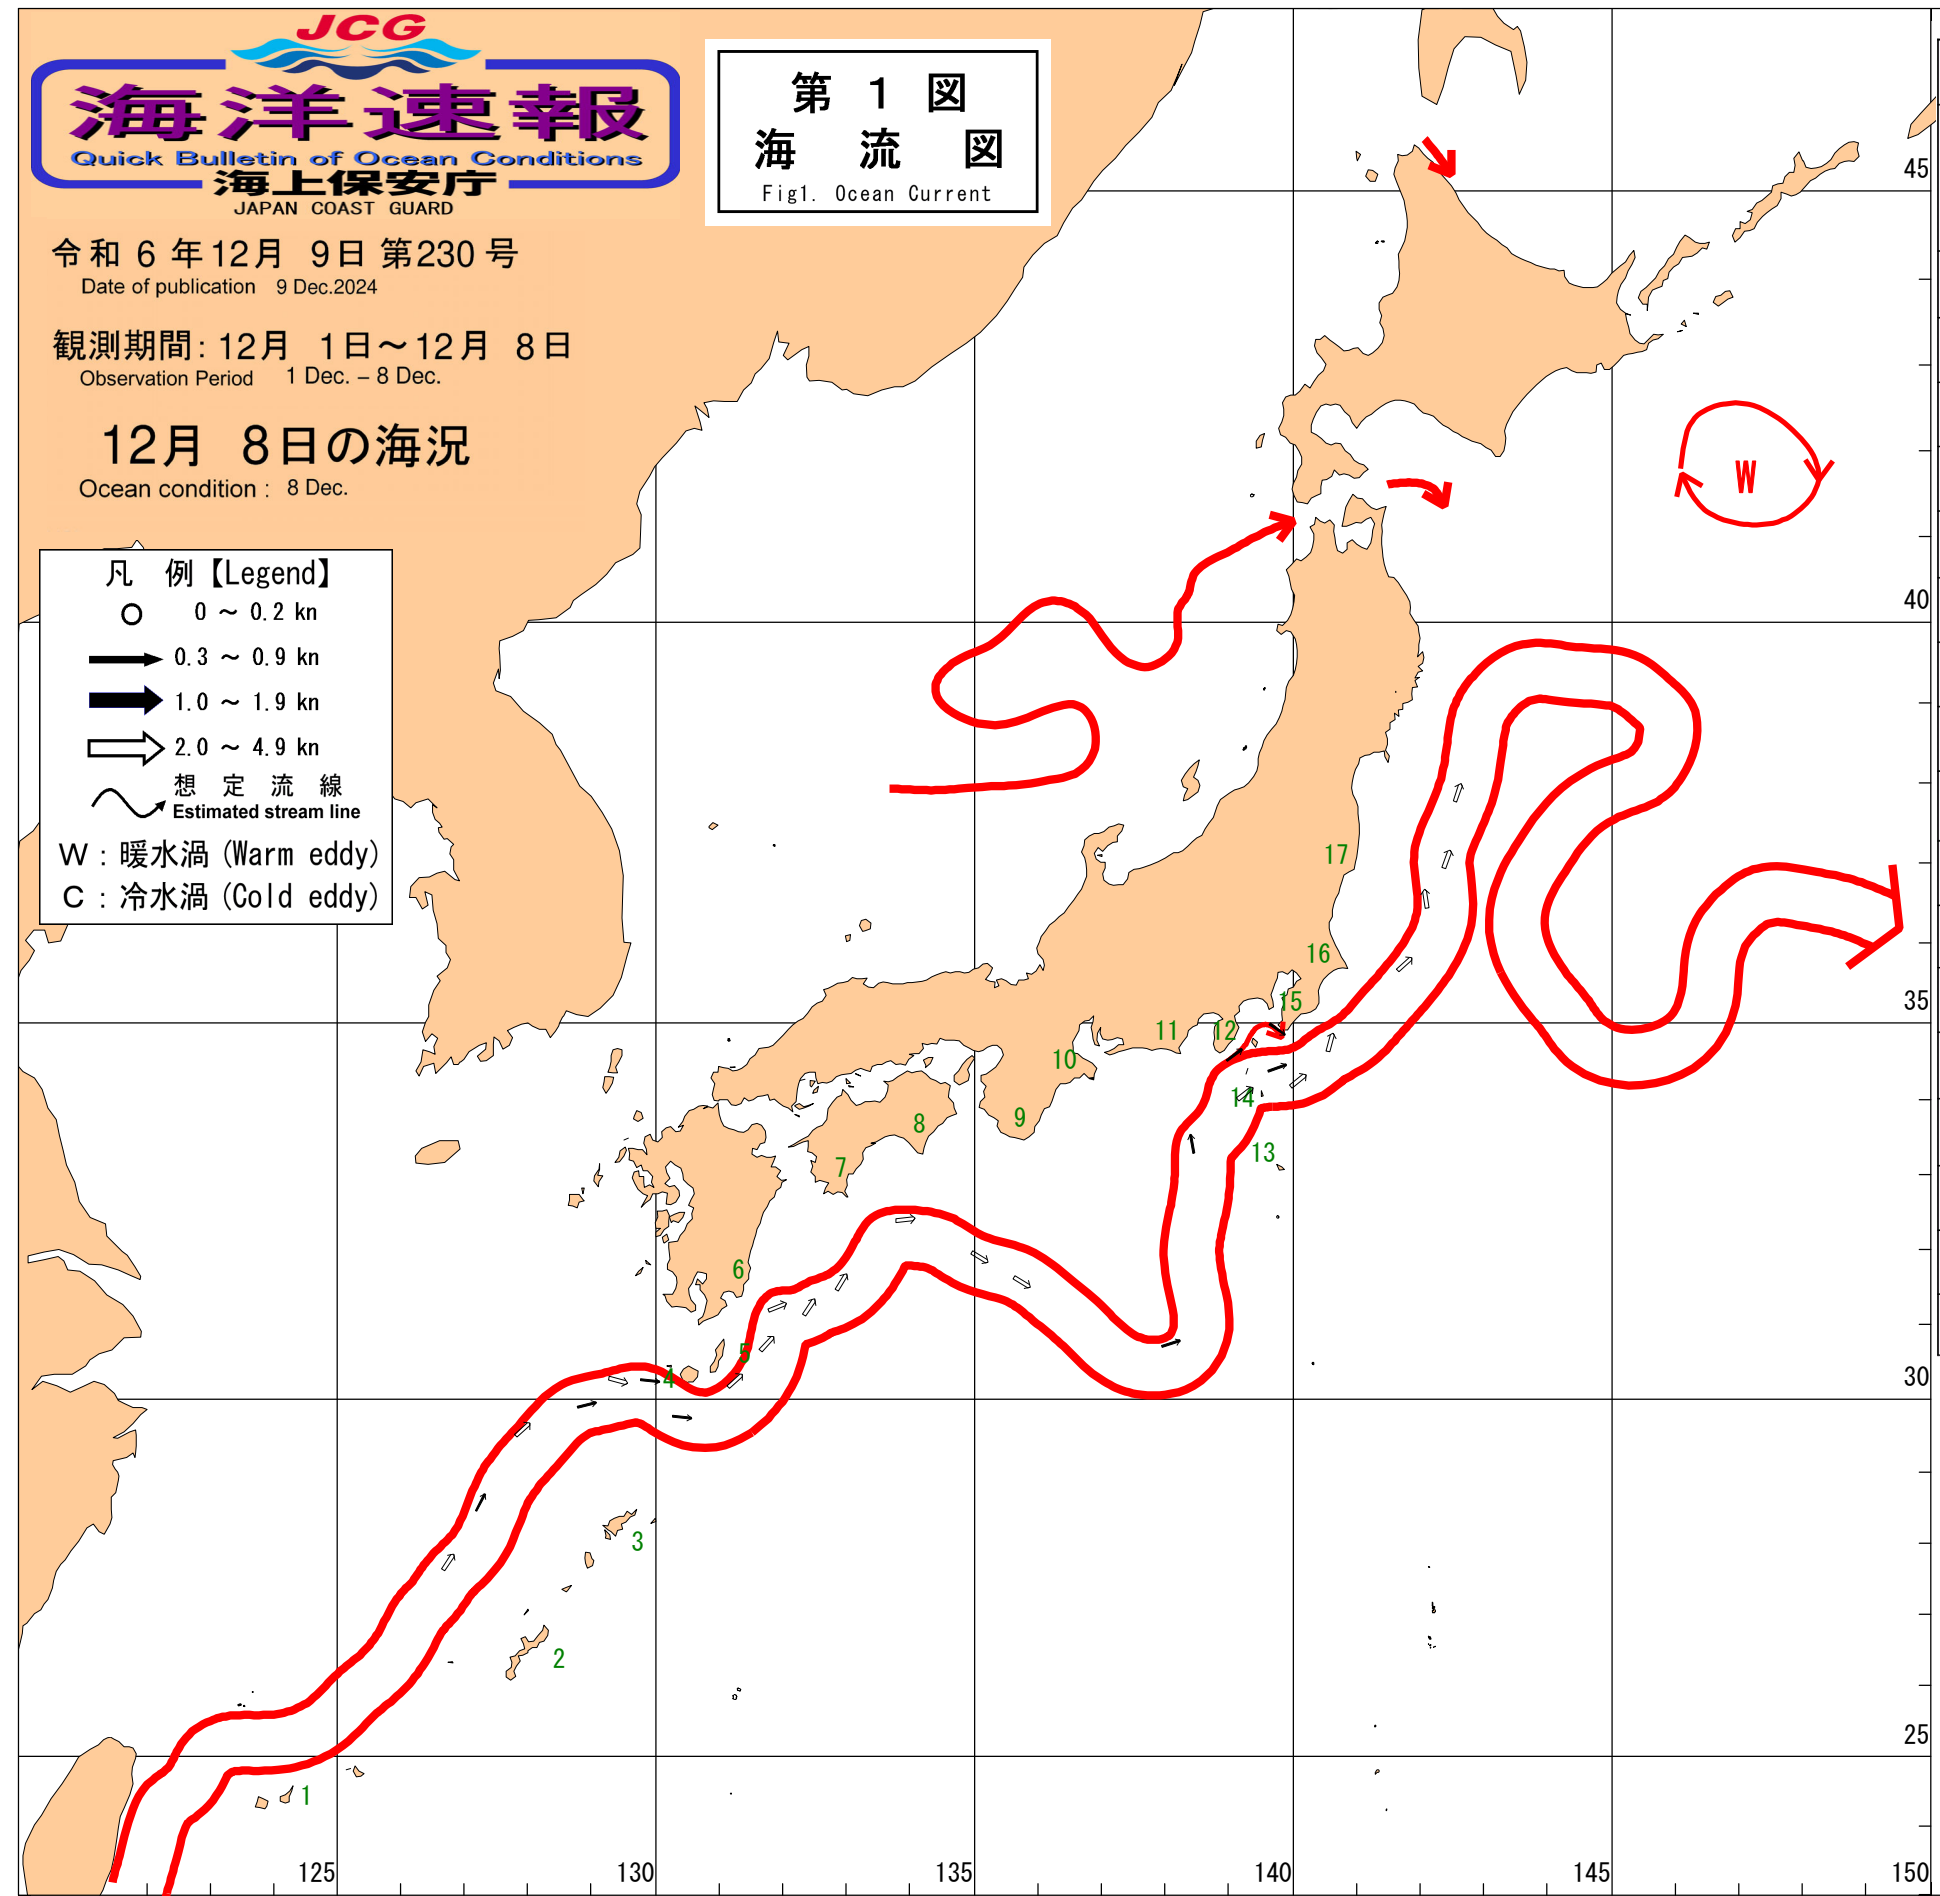 JCG
海洋速報
Quick Bulletin of Ocean Conditions
海上保安庁
JAPAN COAST GUARD
令和 6 年12月 9日 第230号
Date of publication 9 Dec.2024
観測期間: 12月 1日～12月 8日
Observation Period 1 Dec. – 8 Dec.
12月 8日の海況
Ocean condition : 8 Dec.
第 1 図
海 流 図
Fig1. Ocean Current
凡 例【Legend】
0 ～ 0.2 kn
0.3 ～ 0.9 kn
1.0 ～ 1.9 kn
2.0 ～ 4.9 kn
想 定 流 線
Estimated stream line
W : 暖水渦 (Warm eddy)
C : 冷水渦 (Cold eddy)
45
W
40
17
16
15
35
11
12
10
14
9
8
13
7
6
5
4
30
3
2
25
1
125
130
135
140
145
150